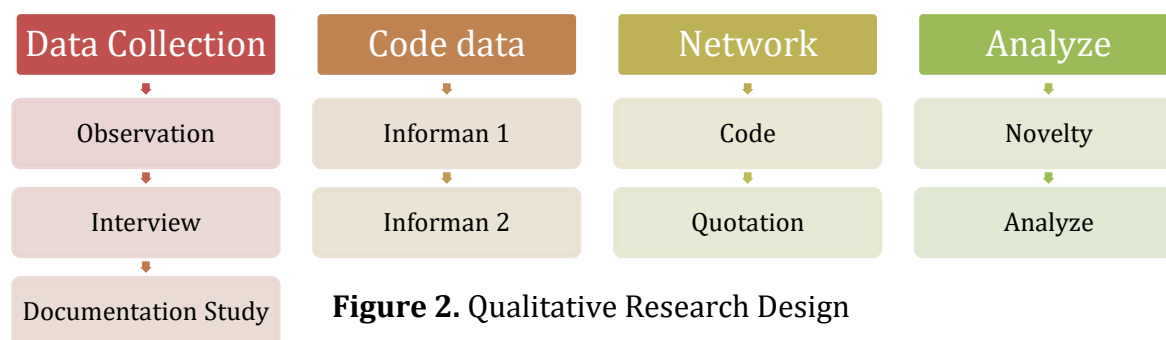 Data Collection
Observation
Interview
Documentation Study
Code data
Informan 1
Informan 2
Network
Code
Quotation
Analyze
Novelty
Analyze
Figure 2. Qualitative Research Design